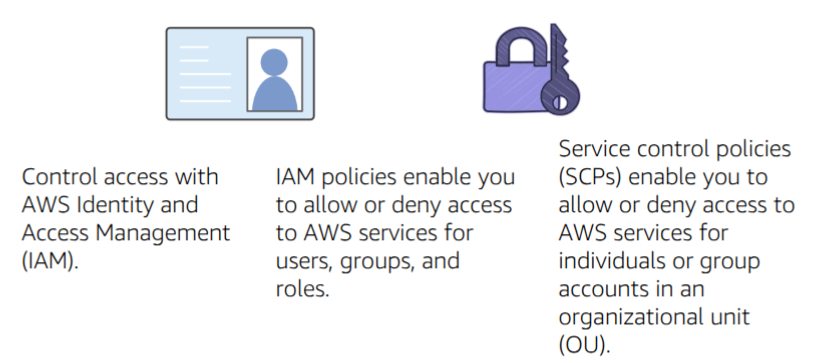 Control access with
AWS Identity and
Access Management
(IAM).
IAM policies enable you
to allow or deny access
to AWS services for
users, groups, and
roles.
Service control policies
(SCPs) enable you to
allow or deny access to
AWS services for
individuals or group
accounts in an
organizational unit
(OU).